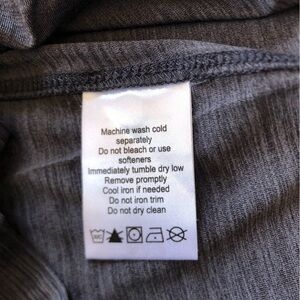 Machine wash cold
separately
Do not bleach or use
softeners
Immediately tumble dry low
Remove promptly
Cool iron if needed
Do not iron trim
Do not dry clean